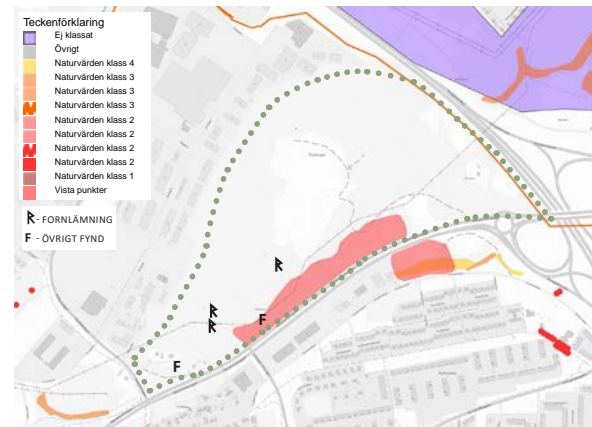 Teckenförklaring
Ej klassat
Övrigt
Naturvärden klass 4
Naturvärden klass 3
Naturvärden klass 3
Naturvärden klass 3
Naturvärden klass 2
Naturvärden klass 2
Naturvärden klass 2
Naturvärden klass 2
Naturvärden klass 1
Vista punkter
R - FORNLÄMNING
F - ÖVRIGT FYND
R
R
R
F
F